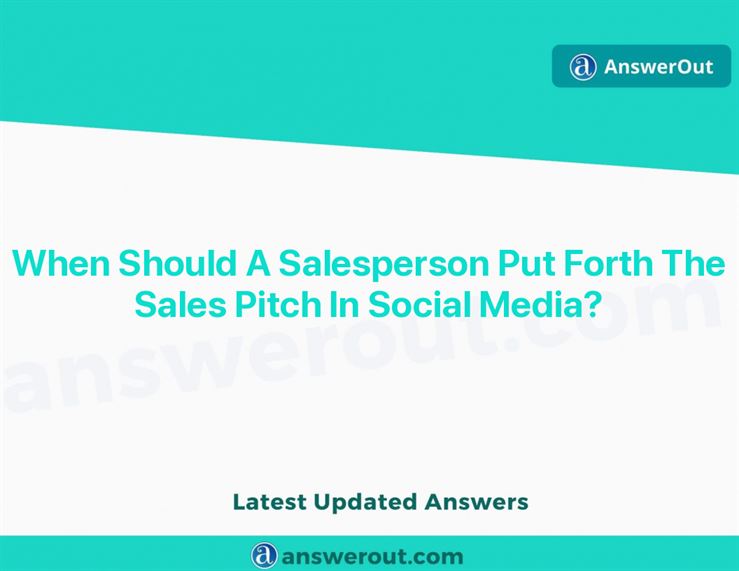 AnswerOut
When Should A Salesperson Put Forth The
Sales Pitch In Social Media?
answerout.com
Latest Updated Answers
answerout.com